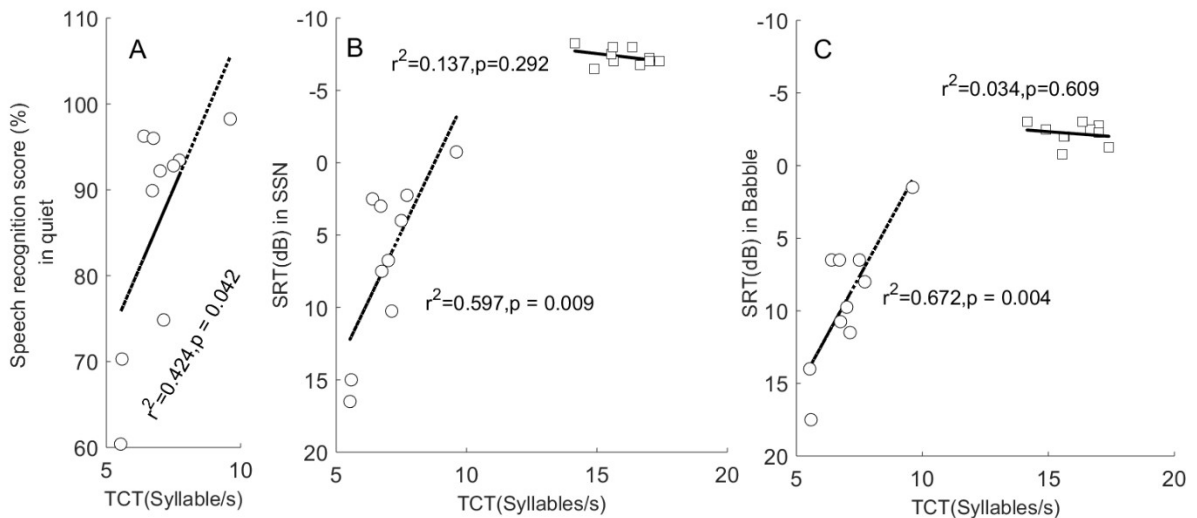 A
110
100
90
80
70
60
5
10
Speech recognition score (%)
in quiet
TCT(Syllable/s)
r²=0.424,p = 0.042
B
-10
-5
0
5
10
15
20
5
10
15
20
SRT(dB) in SSN
TCT(Syllables/s)
r²=0.137,p=0.292
r²=0.597,p = 0.009
C
-10
-5
0
5
10
15
20
5
10
15
20
SRT(dB) in Babble
TCT(Syllables/s)
r²=0.034,p=0.609
r²=0.672,p = 0.004